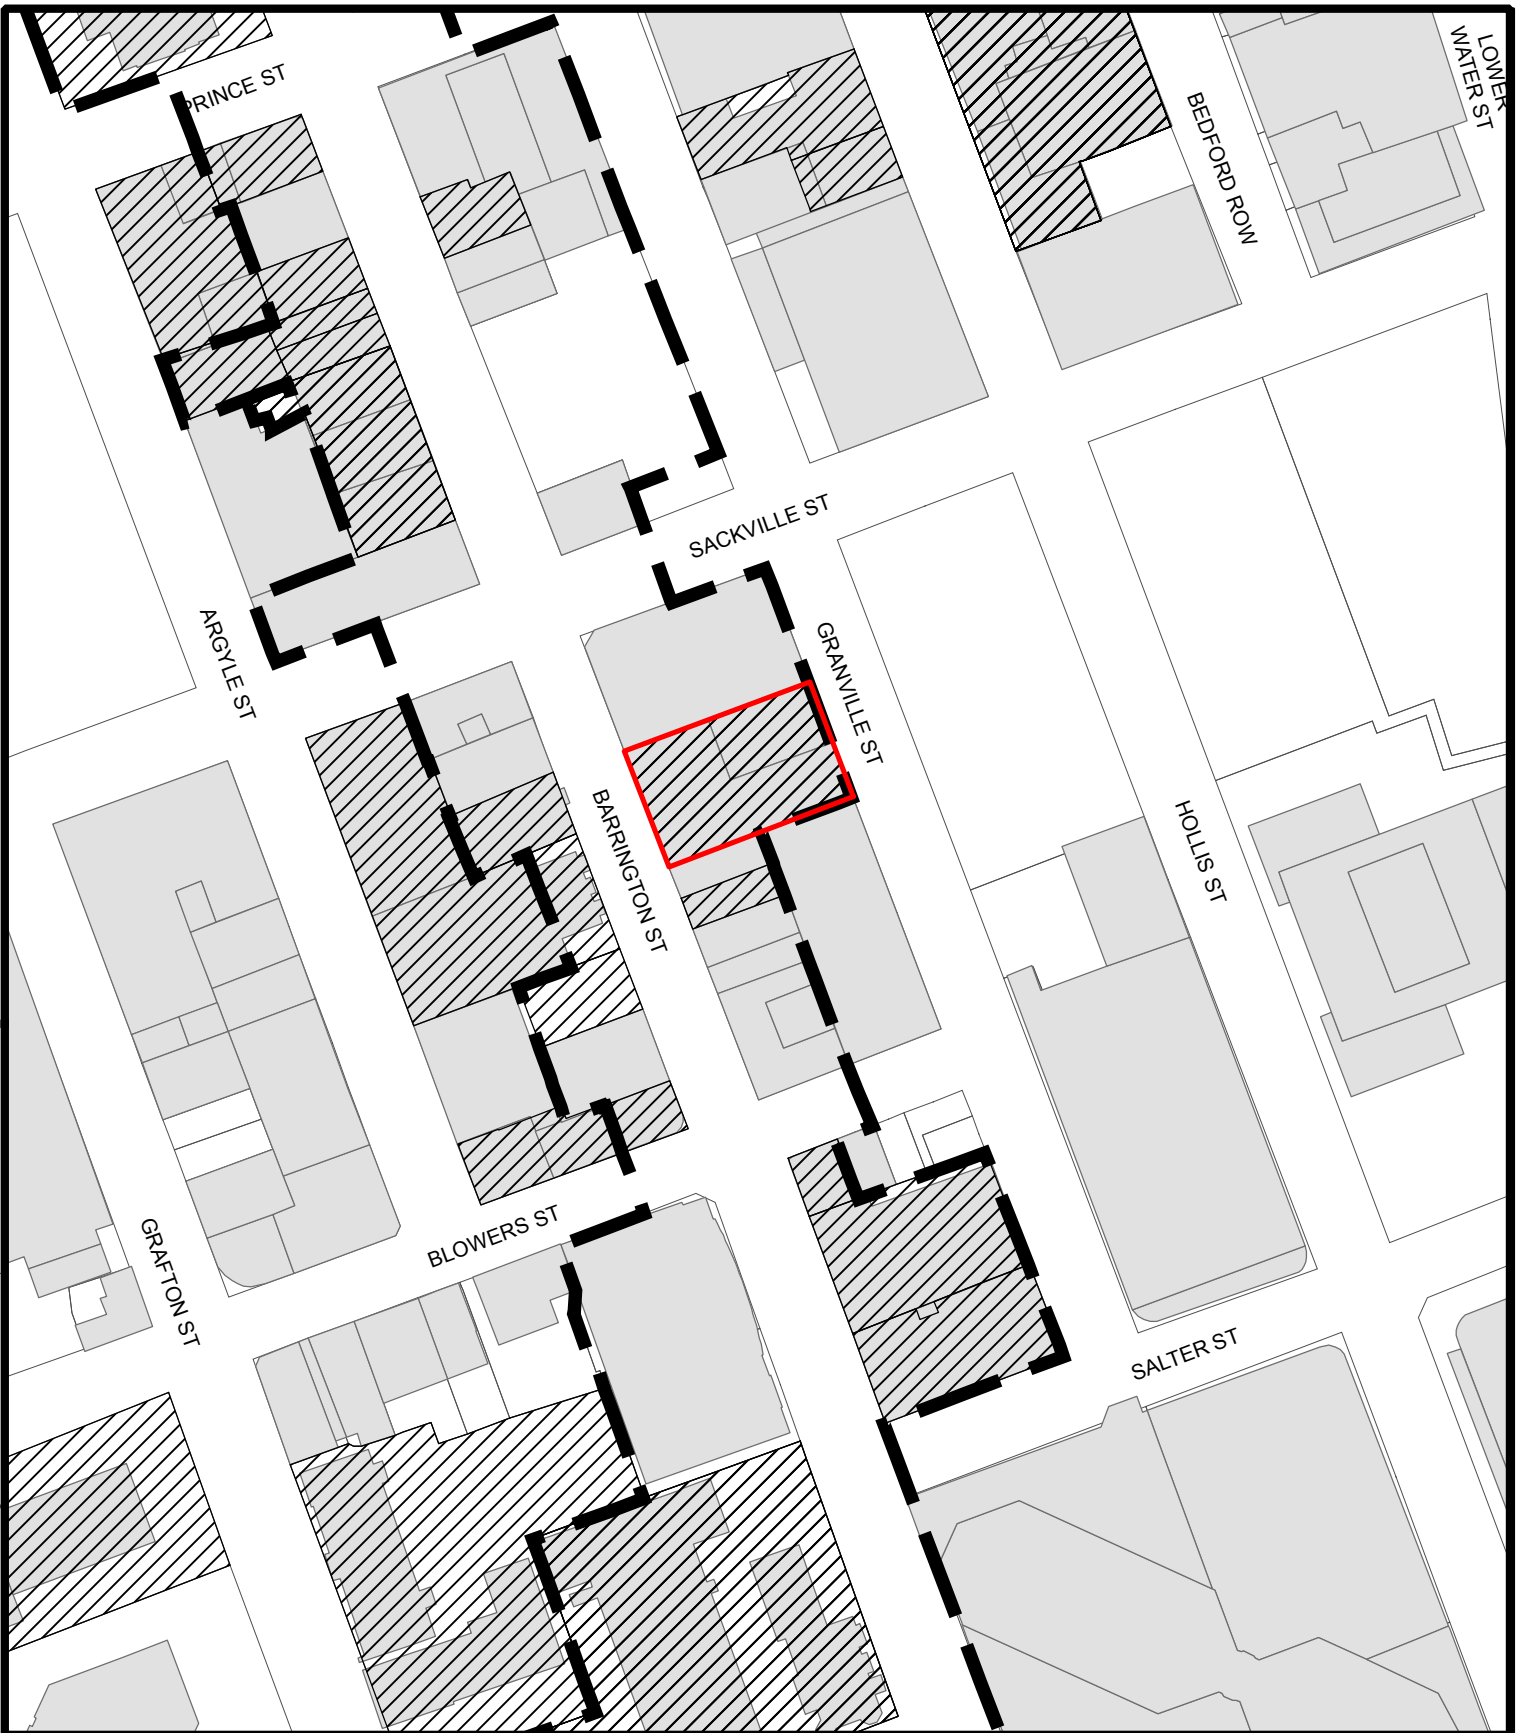 PRINCE ST
LOWER
WATER ST
BEDFORD ROW
SACKVILLE ST
ARGYLE ST
GRANVILLE ST
BARRINGTON ST
HOLLIS ST
BLOWERS ST
GRAFTON ST
SALTER ST